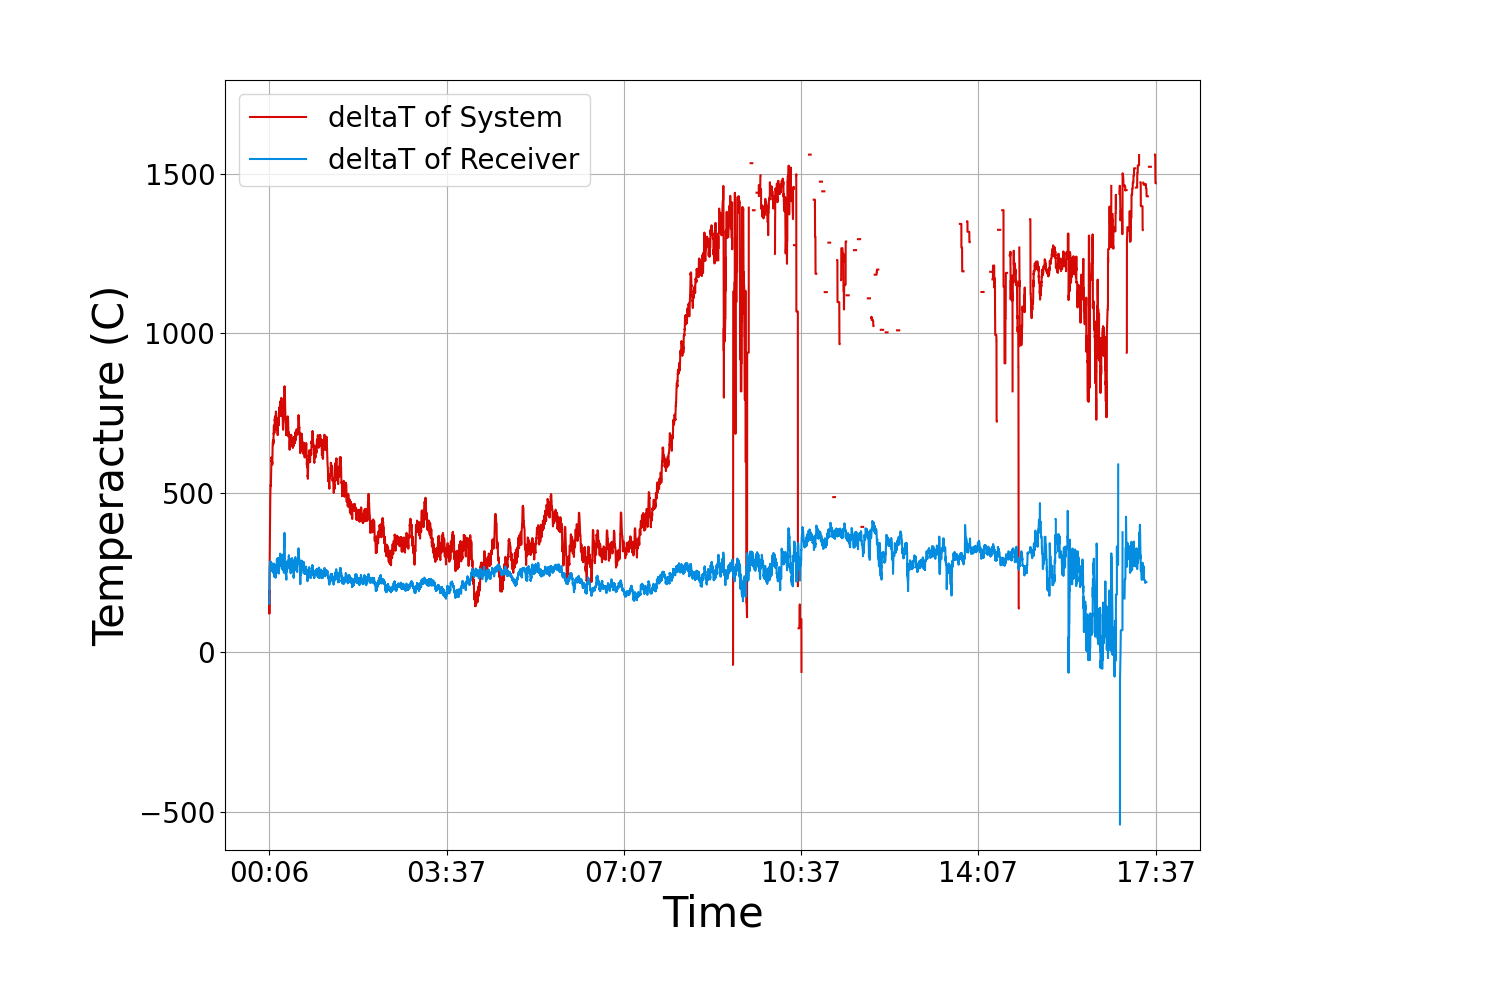 deltaT of System
deltaT of Receiver
Temperacture (C)
1500
1000
500
0
−500
00:06 03:37 07:07 10:37 14:07 17:37
Time